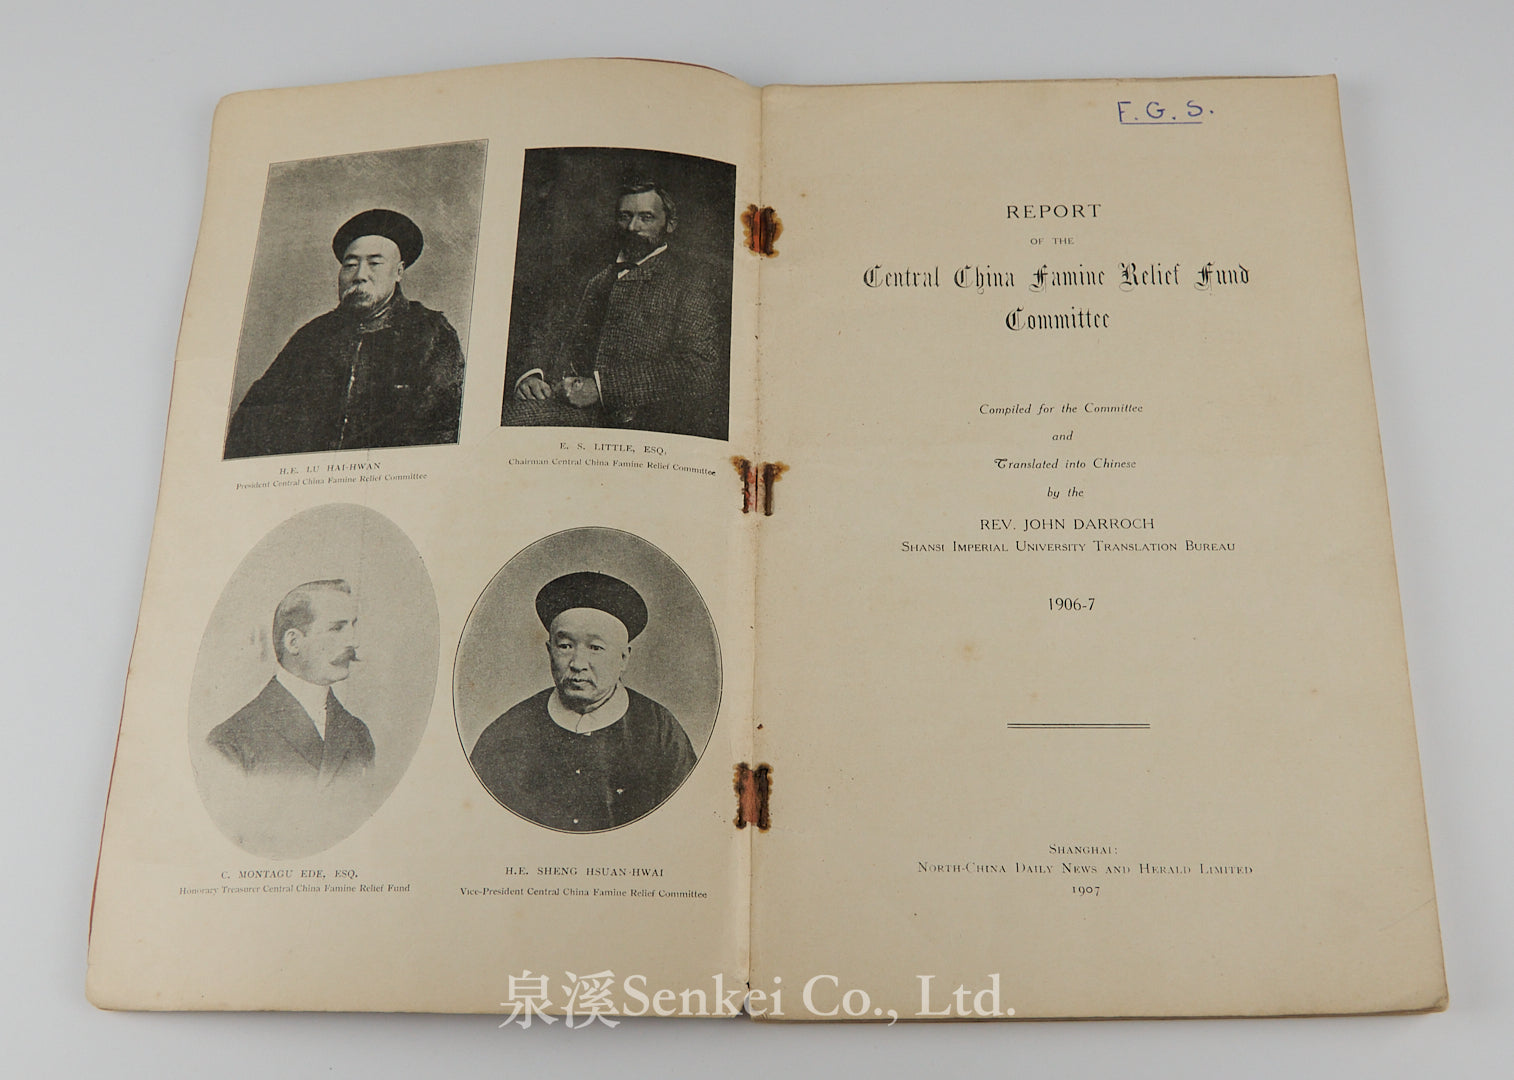 H.E. LU HAI-HWAN
President Central China Famine Relief Committee
E. S. LITTLE, ESQ.
Chairman Central China Famine Relief Committee
C. MONTAGU EDE, ESQ.
Honorary Treasurer Central China Famine Relief Fund
H.E. SHENG HSUAN-HWAI
Vice-President Central China Famine Relief Committee
F. G. S.
REPORT
OF THE
Central China Famine Relief Fund
Committee
Compiled for the Committee
and
Translated into Chinese
by the
REV. JOHN DARROCH
SHANSI IMPERIAL UNIVERSITY TRANSLATION BUREAU
1906-7
SHANGHAI:
NORTH-CHINA DAILY NEWS AND HERALD LIMITED
1907
泉溪Senkei Co., Ltd.